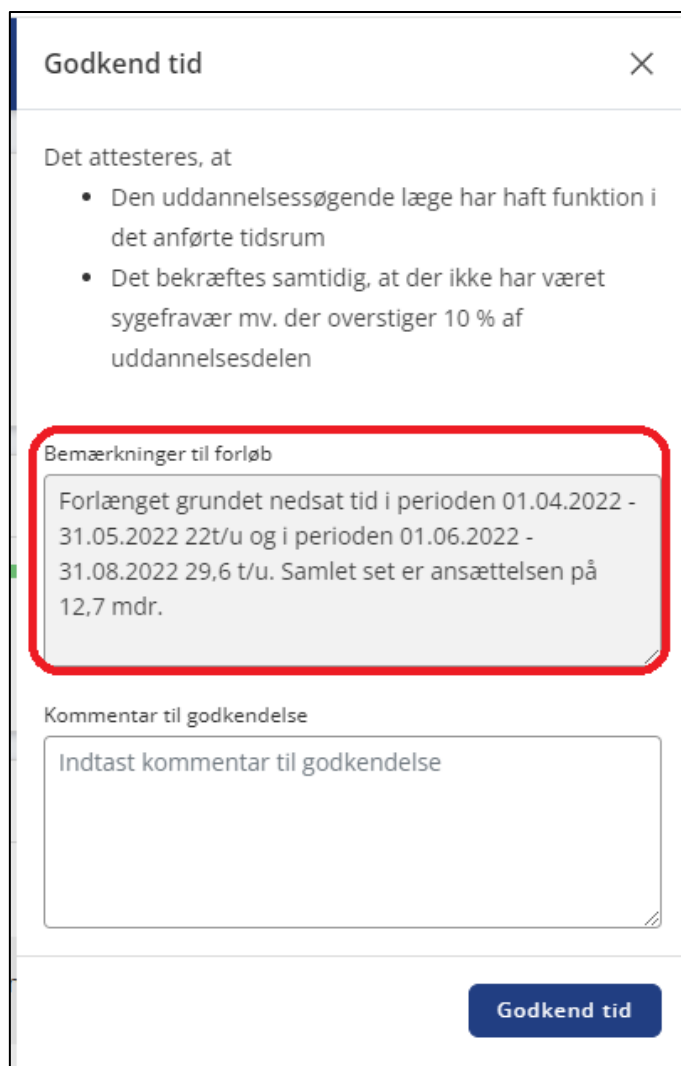 Godkend tid
Det attesteres, at
• Den uddannelsessøgende læge har haft funktion i
det anførte tidsrum
• Det bekræftes samtidig, at der ikke har været
sygefravær mv. der overstiger 10 % af
uddannelsesdelen
Bemærkninger til forløb
Forlænget grundet nedsat tid i perioden 01.04.2022 -
31.05.2022 22t/u og i perioden 01.06.2022 -
31.08.2022 29,6 t/u. Samlet set er ansættelsen på
12,7 mdr.
Kommentar til godkendelse
Indtast kommentar til godkendelse
Godkend tid